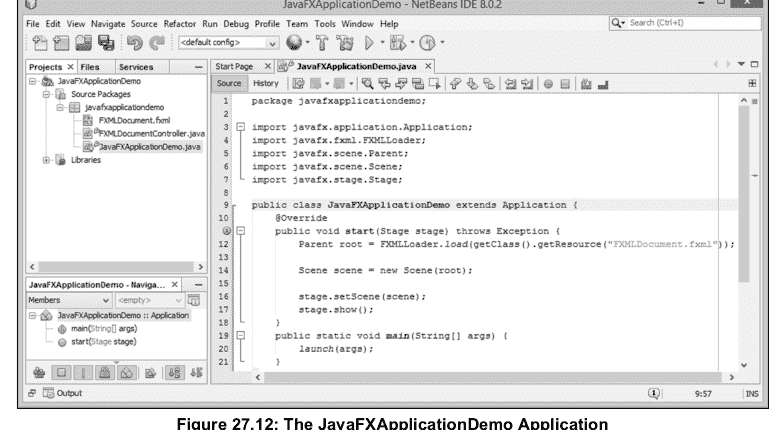 JavaFXApplicationDemo - NetBeans IDE 8.0.2
File Edit View Navigate Source Refactor Run Debug Profile Team Tools Window Help
Search (Ctrl+I)
<default config>
Projects Files Services
Start Page JavaFXApplicationDemo.java
Source History
JavaFXApplicationDemo
Source Packages
javafxapplicationdemo
FXMLDocument.fxml
FXMLDocumentController.java
JavaFXApplicationDemo.java
Libraries
1 package javafxapplicationdemo;
2
3 import javafx.application.Application;
4 import javafx.fxml.FXMLLoader;
5 import javafx.scene.Parent;
6 import javafx.scene.Scene;
7 import javafx.stage.Stage;
8
9 public class JavaFXApplicationDemo extends Application {
10 @Override
public void start(Stage stage) throws Exception {
12 Parent root = FXMLLoader.load(getClass().getResource("FXMLDocument.fxml"));
13
14 Scene scene = new Scene(root);
15
16 stage.setScene(scene);
17 stage.show();
18 }
19 public static void main(String[] args) {
20 launch(args);
21 }
JavaFXApplicationDemo - Naviga...
Members <empty>
JavaFXApplicationDemo :: Application
main(String[] args)
start(Stage stage)
Output
9:57 INS
Figure 27.12: The JavaFXApplicationDemo Application